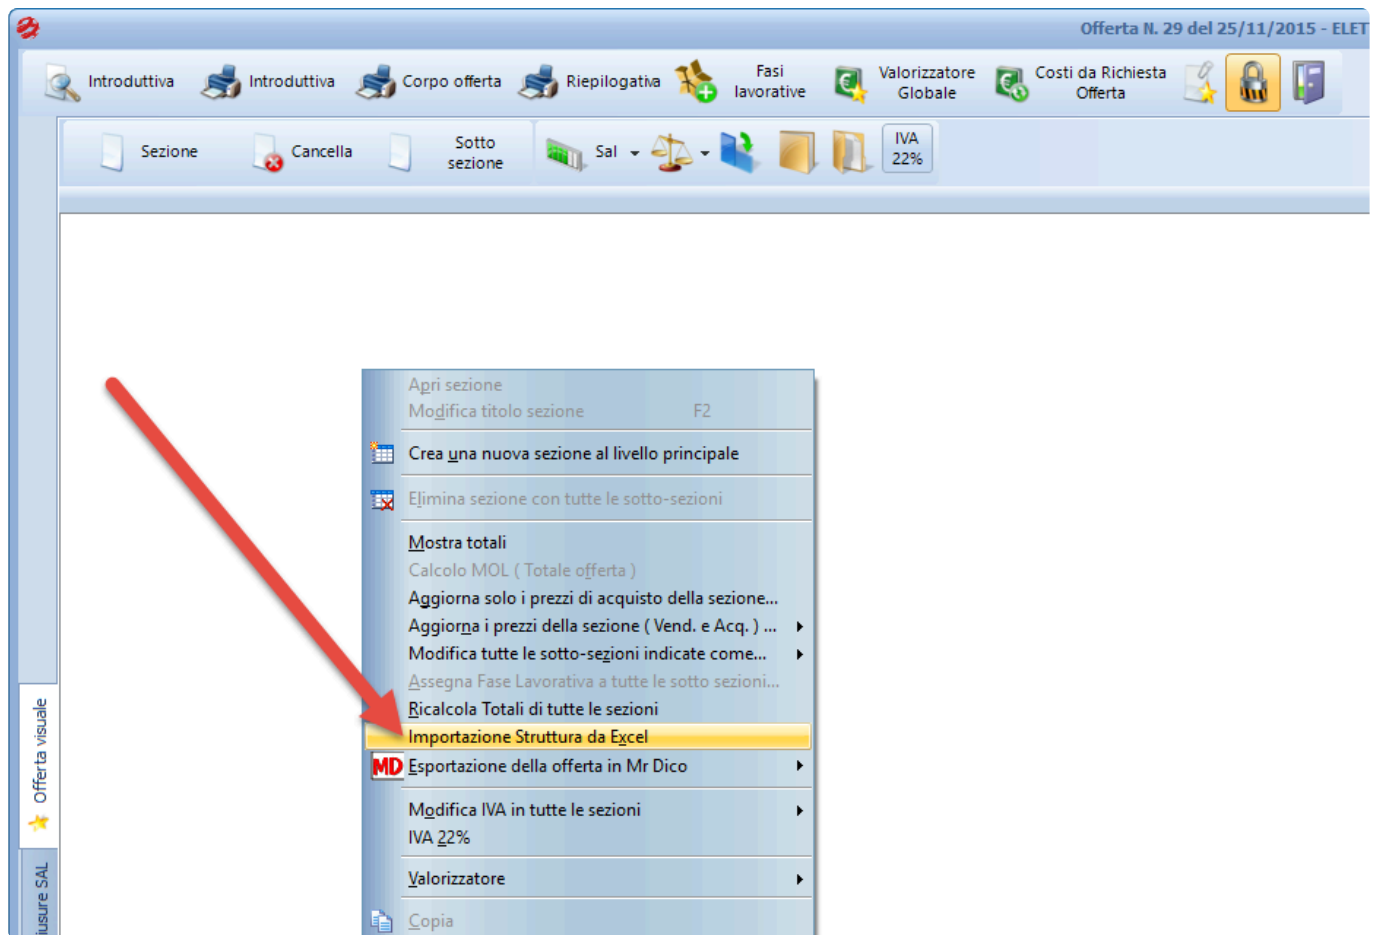 Offerta N. 29 del 25/11/2015 - ELET
Introduttiva
Introduttiva
Corpo offerta
Riepilogativa
Fasi
lavorative
Valorizzatore
Globale
Costi da Richiesta
Offerta
Sezione
Cancella
Sotto
sezione
Sal
IVA
22%
Apri sezione
Modifica titolo sezione F2
Crea una nuova sezione al livello principale
Elimina sezione con tutte le sotto-sezioni
Mostra totali
Calcolo MOL ( Totale offerta )
Aggiorna solo i prezzi di acquisto della sezione...
Aggiorna i prezzi della sezione ( Vend. e Acq. ) ...
Modifica tutte le sotto-sezioni indicate come...
Assegna Fase Lavorativa a tutte le sotto sezioni...
Ricalcola Totali di tutte le sezioni
Importazione Struttura da Excel
MD Esportazione della offerta in Mr Dico
Modifica IVA in tutte le sezioni
IVA 22%
Valorizzatore
Copia
Offerta visuale
iusure SAL